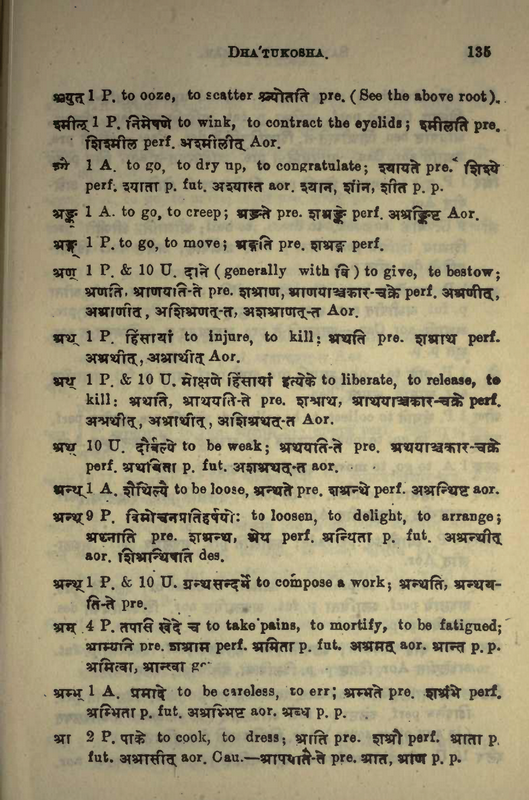 DHA'TUKOSHA. 135
श्च्युत् 1 P. to ooze, to scatter श्च्योतति pre. (See the above root).
श्मील् 1 P. निमेषणे to wink, to contract the eyelids; श्मीलति pre.
शिश्मील perf. अश्मीलीत् Aor.
1 A. to go, to dry up, to congratulate; श्यायते pre. शिश्ये
perf. श्याता p. fut. अश्यास्त aor. श्यान, शीन, शीत p. p.
श्रङ्क् 1 A. to go, to creep; श्रङ्कते pre. शश्रङ्के perf. अश्रङ्किष्ट Aor.
श्रङ्ग् 1 P. to go, to move; श्रङ्गति pre. शश्रङ्ग perf.
श्रण् 1 P. & 10 U. दाने (generally with वि) to give, to bestow;
श्रणति, श्राणयति-ते pre. शश्राण, श्राणयाञ्चकार-चक्रे perf. अश्रणीत्,
अश्राणीत्, अशिश्रणत्-त, अशश्राणत्-त Aor.
श्रथ् 1 P. हिंसायां to injure, to kill; श्रथति pre. शश्राथ perf.
अश्रथीत्, अश्राथीत् Aor.
श्रथ् 1 P. & 10 U. मोक्षणे हिंसायां इत्येके to liberate, to release, to
kill: श्रथति, श्राथयति-ते pre. शश्राथ, श्राथयाञ्चकार-चक्रे perf.
अश्रथीत्, अश्राथीत्, अशिश्रथत्-त Aor.
श्रथ् 10 U. दौर्बल्ये to be weak; श्रथयति-ते pre. श्रथयाञ्चकार-चक्रे
perf. श्रथयिता p. fut. अशश्रथत्-त aor.
श्रन्थ् 1 A. शैथिल्ये to be loose, श्रन्थते pre. शश्रन्थे perf. अश्रन्थिष्ट aor.
श्रन्थ् 9 P. विमोचनप्रतिहर्षयोः to loosen, to delight, to arrange;
श्रथ्नाति pre. शश्रन्थ, श्रेथ perf. श्रन्थिता p. fut. अश्रन्थीत्
aor. शिश्रन्थिषति des.
श्रन्थ् 1 P. & 10 U. ग्रन्थसन्दर्भे to compose a work; श्रन्थति, श्रन्थय-
ति-ते pre.
श्रम् 4 P. तपसि खेदे च to take pains, to mortify, to be fatigued;
श्राम्यति pre. शश्राम perf. श्रमिता p. fut. अश्रमत् aor. श्रान्त p. p.
श्रमित्वा, श्रान्त्वा
श्रम्भ् 1 A. प्रमादे to be careless, to err; श्रम्भते pre. शश्रंभे perf.
श्रम्भिता p. fut. अश्रम्भिष्ट aor. श्रब्ध p. p.
श्रा 2 P. पाके to cook, to dress; श्राति pre. शश्रौ perf. श्राता p
fut. अश्रासीत् aor. Cau.—श्रापयति-ते pre. श्रात, श्राण p. p.